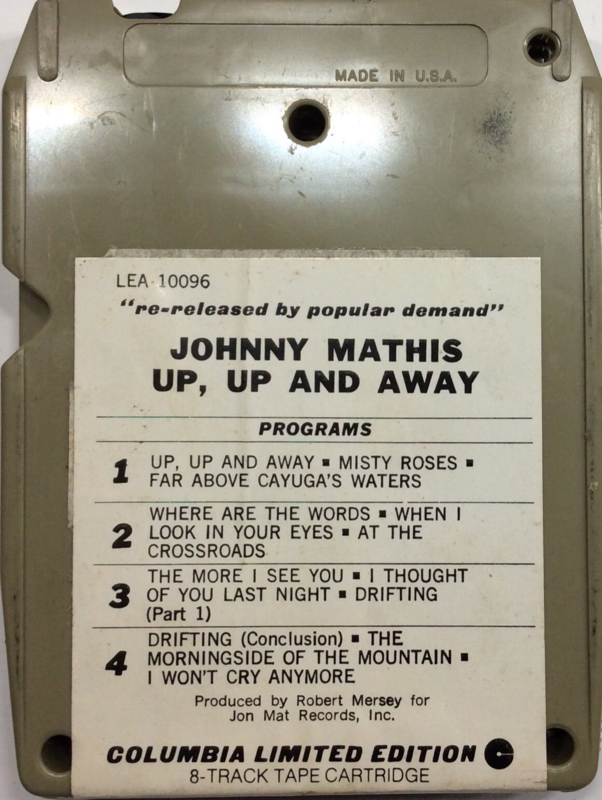 MADE IN U.S.A.
LEA 10096
"re-released by popular demand"
JOHNNY MATHIS
UP, UP AND AWAY
PROGRAMS
1 UP, UP AND AWAY ▪ MISTY ROSES ▪
FAR ABOVE CAYUGA'S WATERS
2 WHERE ARE THE WORDS ▪ WHEN I
LOOK IN YOUR EYES ▪ AT THE
CROSSROADS
3 THE MORE I SEE YOU ▪ I THOUGHT
OF YOU LAST NIGHT ▪ DRIFTING
(Part 1)
4 DRIFTING (Conclusion) ▪ THE
MORNINGSIDE OF THE MOUNTAIN ▪
I WON'T CRY ANYMORE
Produced by Robert Mersey for
Jon Mat Records, Inc.
COLUMBIA LIMITED EDITION
8-TRACK TAPE CARTRIDGE